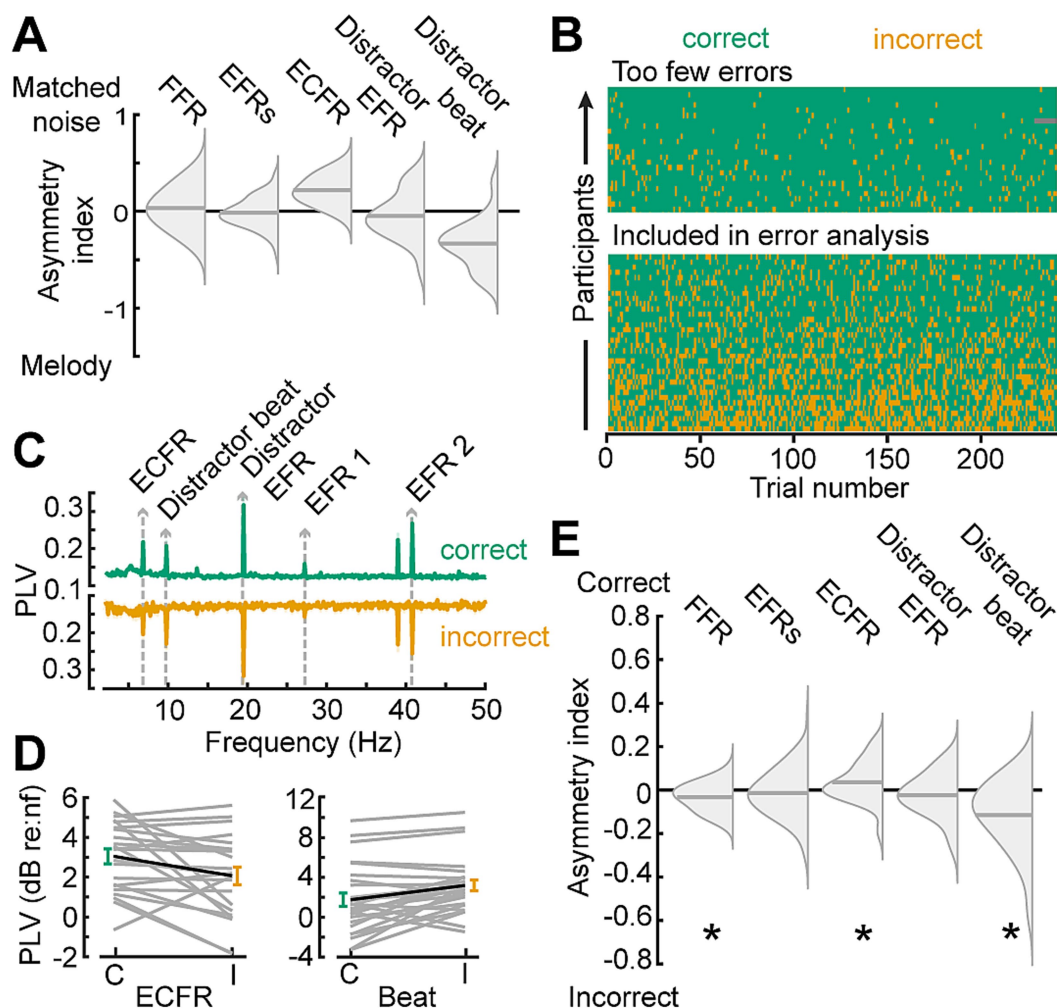 A
Matched
noise
FFR
EFRs
ECFR
Distractor
EFR
Distractor
beat
1
0
-1
Asymmetry
index
Melody
B
correct incorrect
Too few errors
Included in error analysis
Participants
0 50 100 150 200
Trial number
C
ECFR
Distractor beat
Distractor
EFR
EFR 1
EFR 2
0.3
0.2
0.1
0.1
0.2
0.3
PLV
correct
incorrect
10 20 30 40 50
Frequency (Hz)
D
PLV (dB re:nf)
6
4
2
0
-2
C I
ECFR
12
8
4
0
-4
C I
Beat
E
Correct
FFR
EFRs
ECFR
Distractor
EFR
Distractor
beat
0.8
0.6
0.4
0.2
0
-0.2
-0.4
-0.6
-0.8
Asymmetry index
* * *
Incorrect